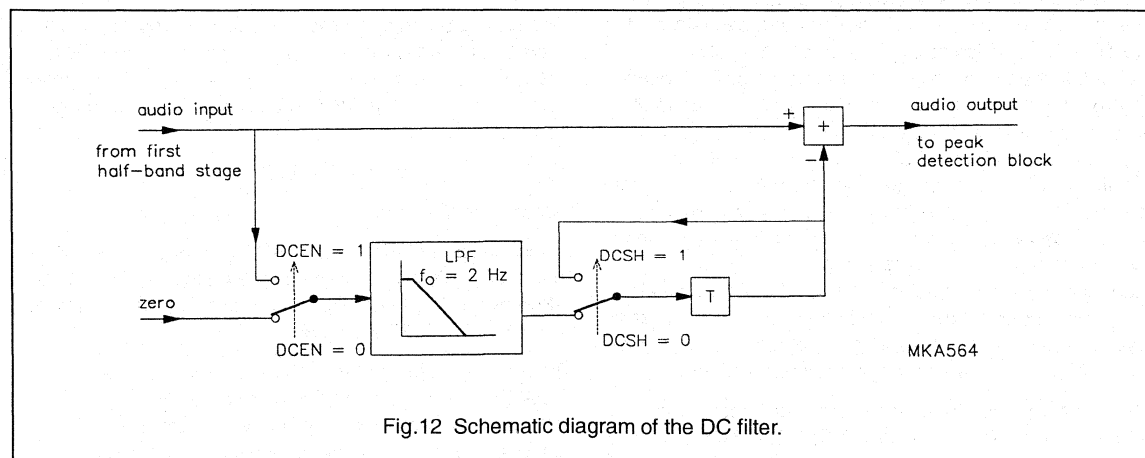 audio input
from first
half-band stage
+
+
−
audio output
to peak
detection block
DCEN = 1
zero
DCEN = 0
LPF
fo = 2 Hz
DCSH = 1
T
DCSH = 0
MKA564
Fig.12 Schematic diagram of the DC filter.